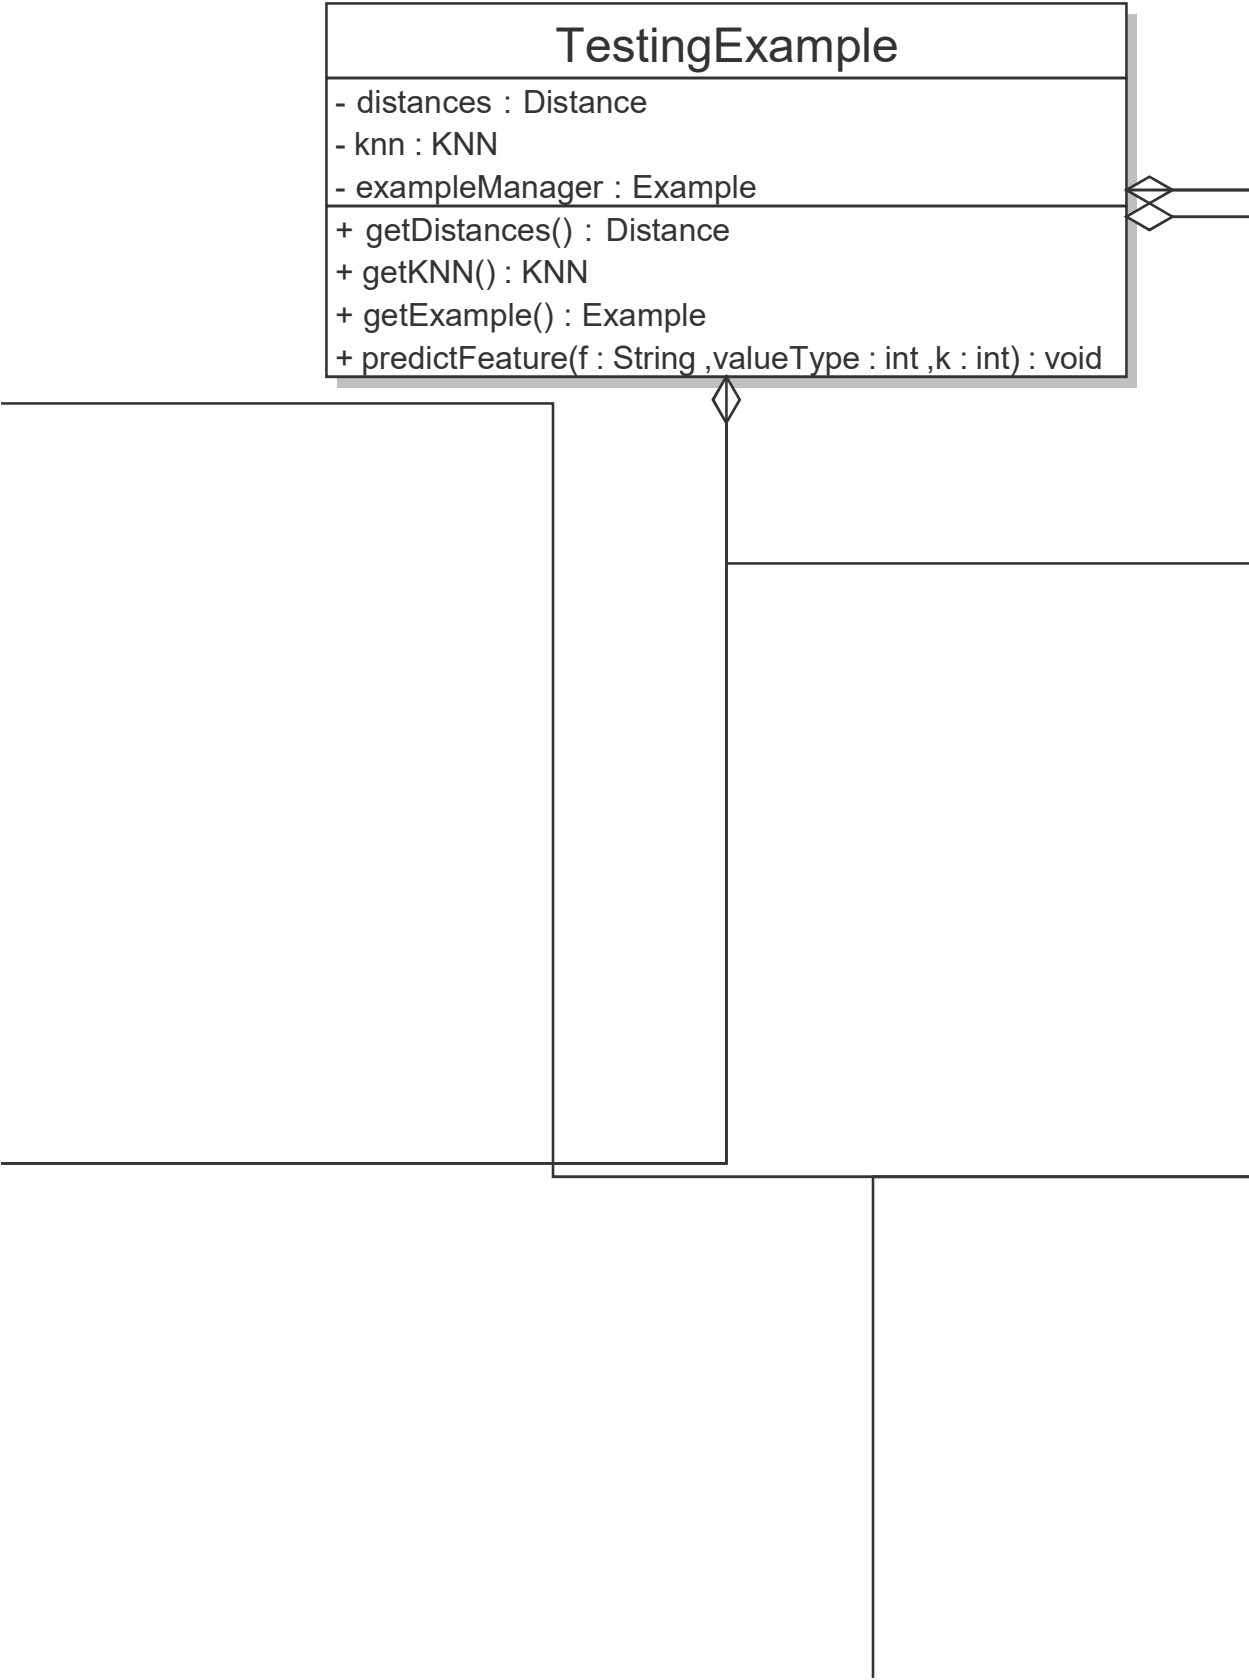 TestingExample
- distances : Distance
- knn : KNN
- exampleManager : Example
+ getDistances() : Distance
+ getKNN() : KNN
+ getExample() : Example
+ predictFeature(f : String ,valueType : int ,k : int) : void